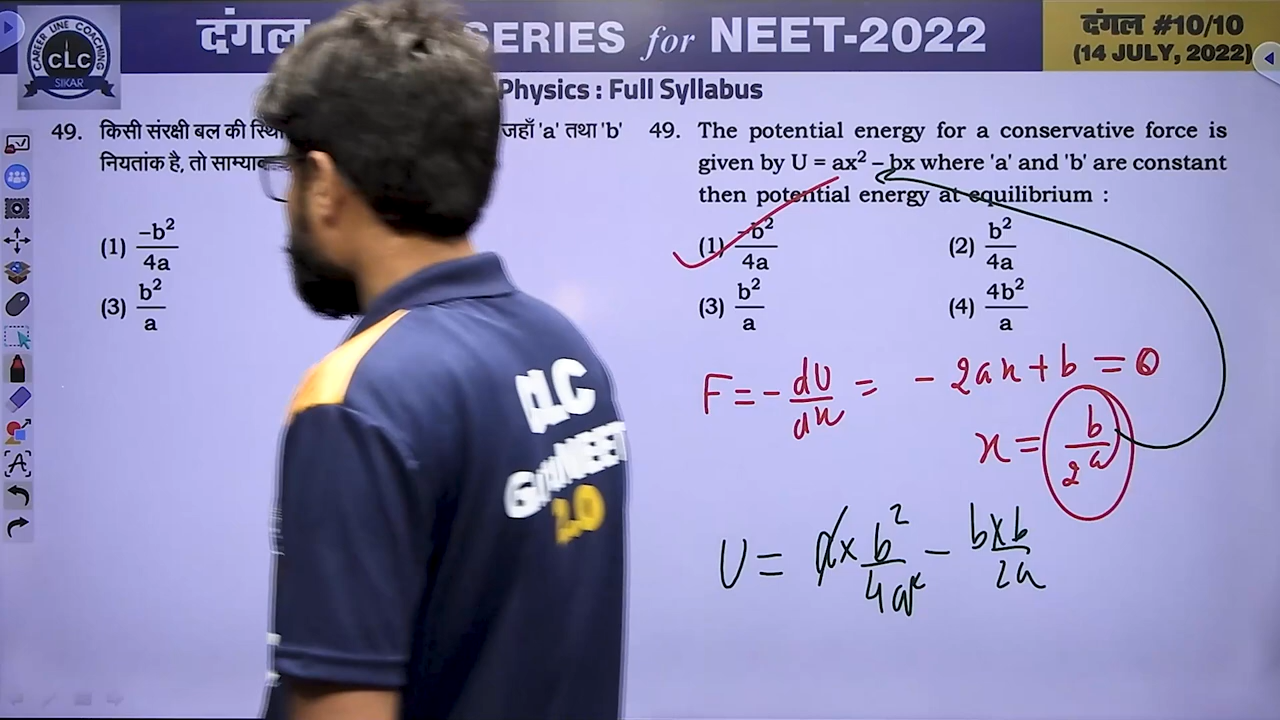 CAREER LINE COACHING
CLC
SIKAR
दंगल SERIES for NEET-2022
दंगल #10/10
(14 JULY, 2022)
Physics : Full Syllabus
49. किसी संरक्षी बल की जहाँ 'a' तथा 'b'
नियतांक है, तो
(1) -b²/4a
(3) b²/a
49. The potential energy for a conservative force is
given by U = ax² – bx where 'a' and 'b' are constant
then potential energy at equilibrium :
(1) -b²/4a (2) b²/4a
(3) b²/a (4) 4b²/a
F = - dU/dx = - 2ax + b = 0
x = b/2a
U = a x b²/4a² - b x b/2a
CLC
2.0